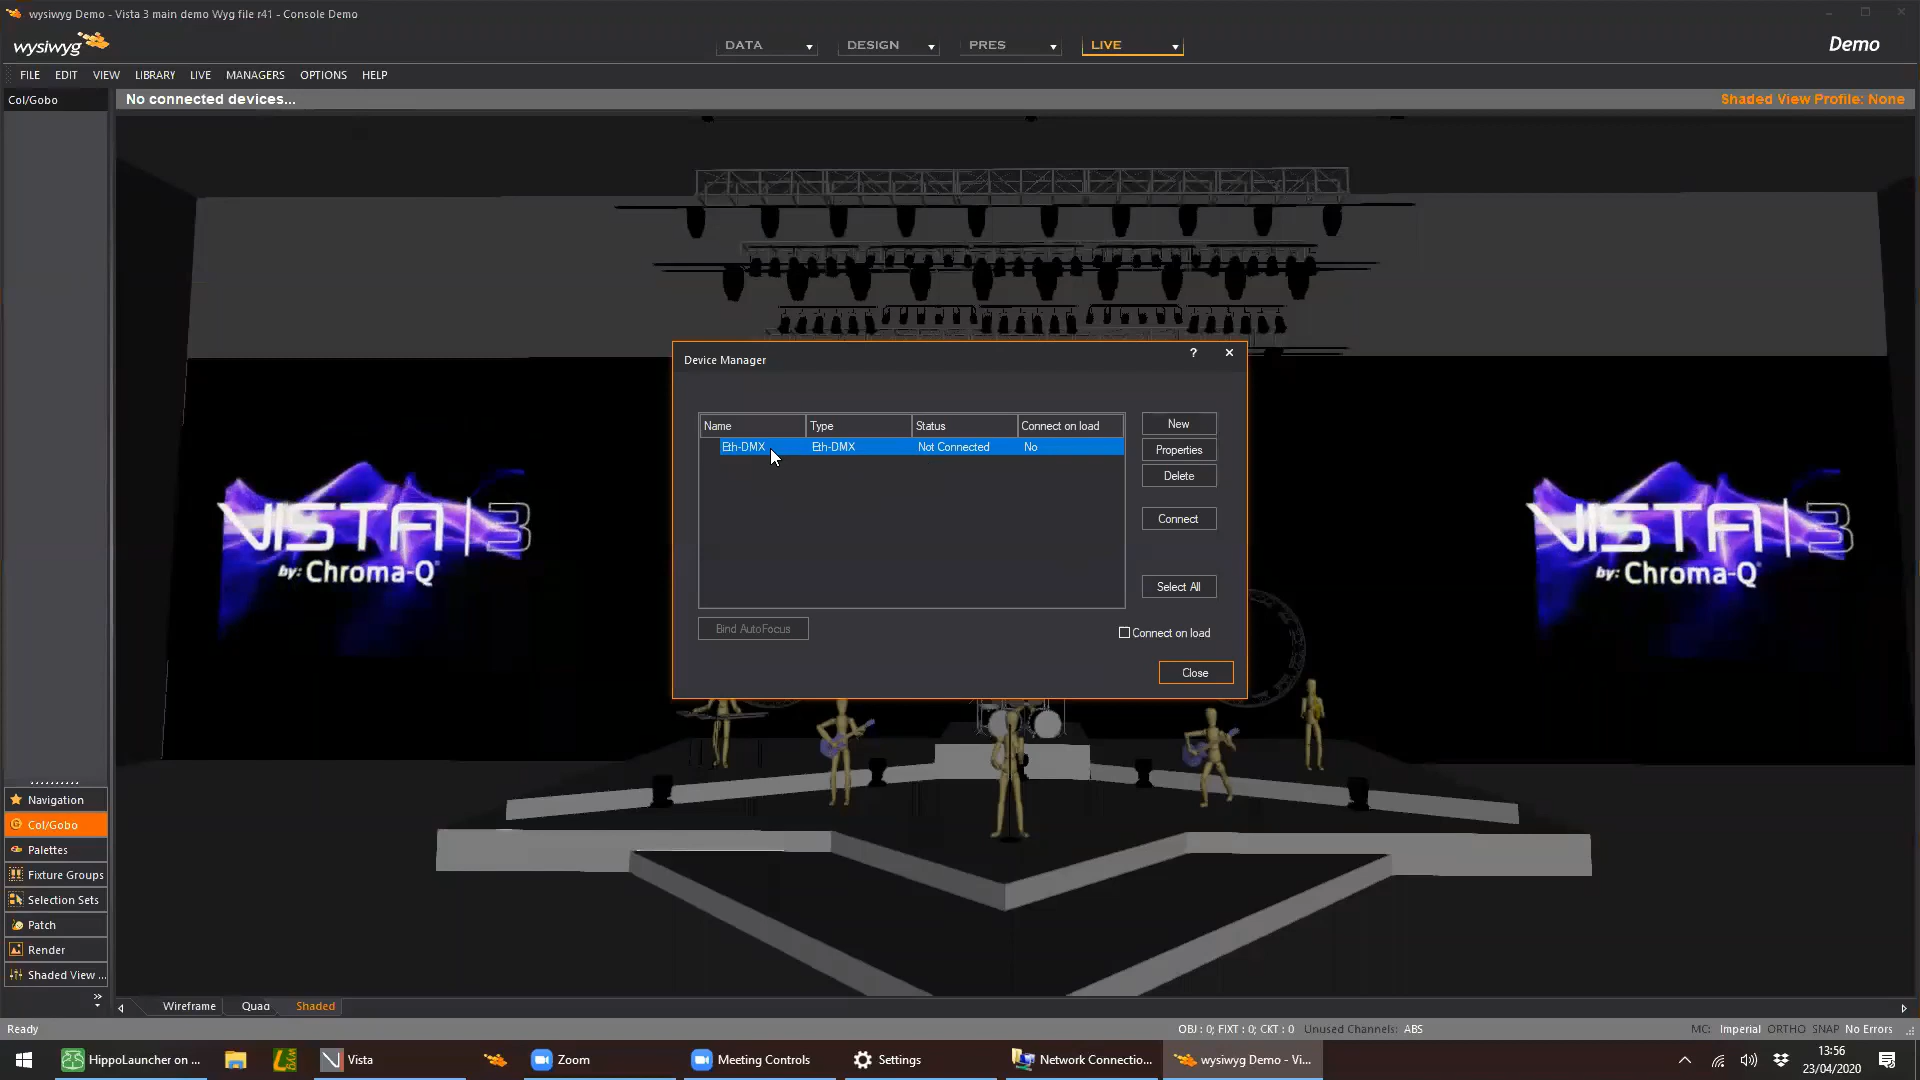 wysiwyg Demo - Vista 3 main demo Wyg file r41 - Console Demo
wysiwyg
DATA
DESIGN
PRES
LIVE
Demo
FILE EDIT VIEW LIBRARY LIVE MANAGERS OPTIONS HELP
Col/Gobo
No connected devices...
Shaded View Profile: None
Device Manager
?
Name Type Status Connect on load
Eth-DMX Eth-DMX Not Connected No
New
Properties
Delete
Connect
Select All
Bind AutoFocus
Connect on load
Close
VISTA|3
by: Chroma-Q®
VISTA|3
by: Chroma-Q®
Navigation
Col/Gobo
Palettes
Fixture Groups
Selection Sets
Patch
Render
Shaded View ...
Wireframe Quad Shaded
Ready
OBJ : 0; FIXT : 0; CKT : 0 Unused Channels: ABS
MC: Imperial ORTHO SNAP No Errors
HippoLauncher on ...
Vista
Zoom
Meeting Controls
Settings
Network Connectio...
wysiwyg Demo - Vi...
13:56
23/04/2020